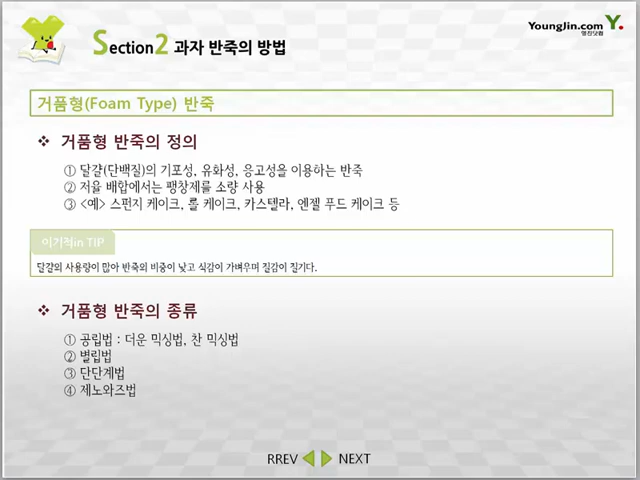 YoungJin.com Y.
영진닷컴
Section2 과자 반죽의 방법
거품형(Foam Type) 반죽
❖ 거품형 반죽의 정의
① 달걀(단백질)의 기포성, 유화성, 응고성을 이용하는 반죽
② 저율 배합에서는 팽창제를 소량 사용
③ <예> 스펀지 케이크, 롤 케이크, 카스텔라, 엔젤 푸드 케이크 등
이기적in TIP
달걀의 사용량이 많아 반죽의 비중이 낮고 식감이 가벼우며 질감이 질기다.
❖ 거품형 반죽의 종류
① 공립법 : 더운 믹싱법, 찬 믹싱법
② 별립법
③ 단단계법
④ 제노와즈법
RREV NEXT